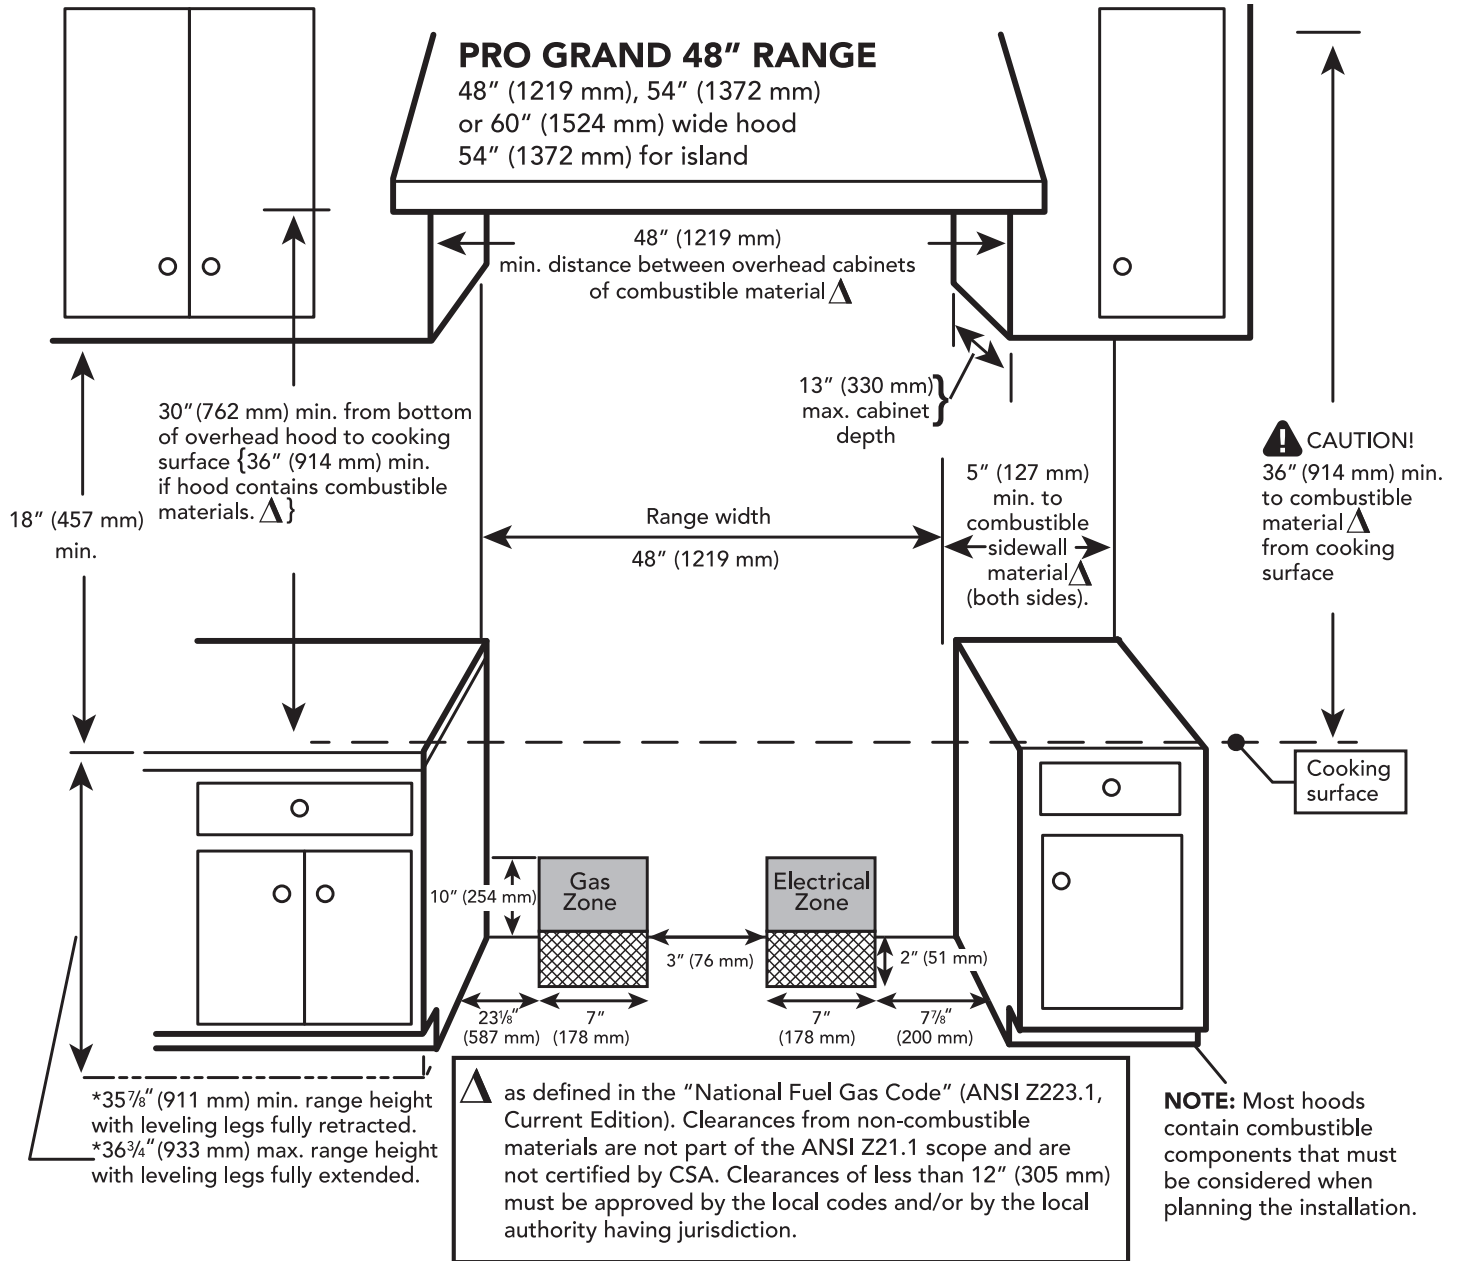 PRO GRAND 48" RANGE
48" (1219 mm), 54" (1372 mm)
or 60" (1524 mm) wide hood
54" (1372 mm) for island
48" (1219 mm)
min. distance between overhead cabinets
of combustible material Δ
13" (330 mm)}
max. cabinet
depth
30" (762 mm) min. from bottom
of overhead hood to cooking
surface {36" (914 mm) min.
if hood contains combustible
materials. Δ}
18" (457 mm)
min.
Range width
48" (1219 mm)
5" (127 mm)
min. to
combustible
sidewall
material Δ
(both sides).
CAUTION!
36" (914 mm) min.
to combustible
material Δ
from cooking
surface
Cooking
surface
10" (254 mm)
Gas
Zone
Electrical
Zone
3" (76 mm)
2" (51 mm)
23⅛"
(587 mm)
7"
(178 mm)
7"
(178 mm)
7⅞"
(200 mm)
*35⅞" (911 mm) min. range height
with leveling legs fully retracted.
*36¾" (933 mm) max. range height
with leveling legs fully extended.
Δ as defined in the "National Fuel Gas Code" (ANSI Z223.1,
Current Edition). Clearances from non-combustible
materials are not part of the ANSI Z21.1 scope and are
not certified by CSA. Clearances of less than 12" (305 mm)
must be approved by the local codes and/or by the local
authority having jurisdiction.
NOTE: Most hoods
contain combustible
components that must
be considered when
planning the installation.